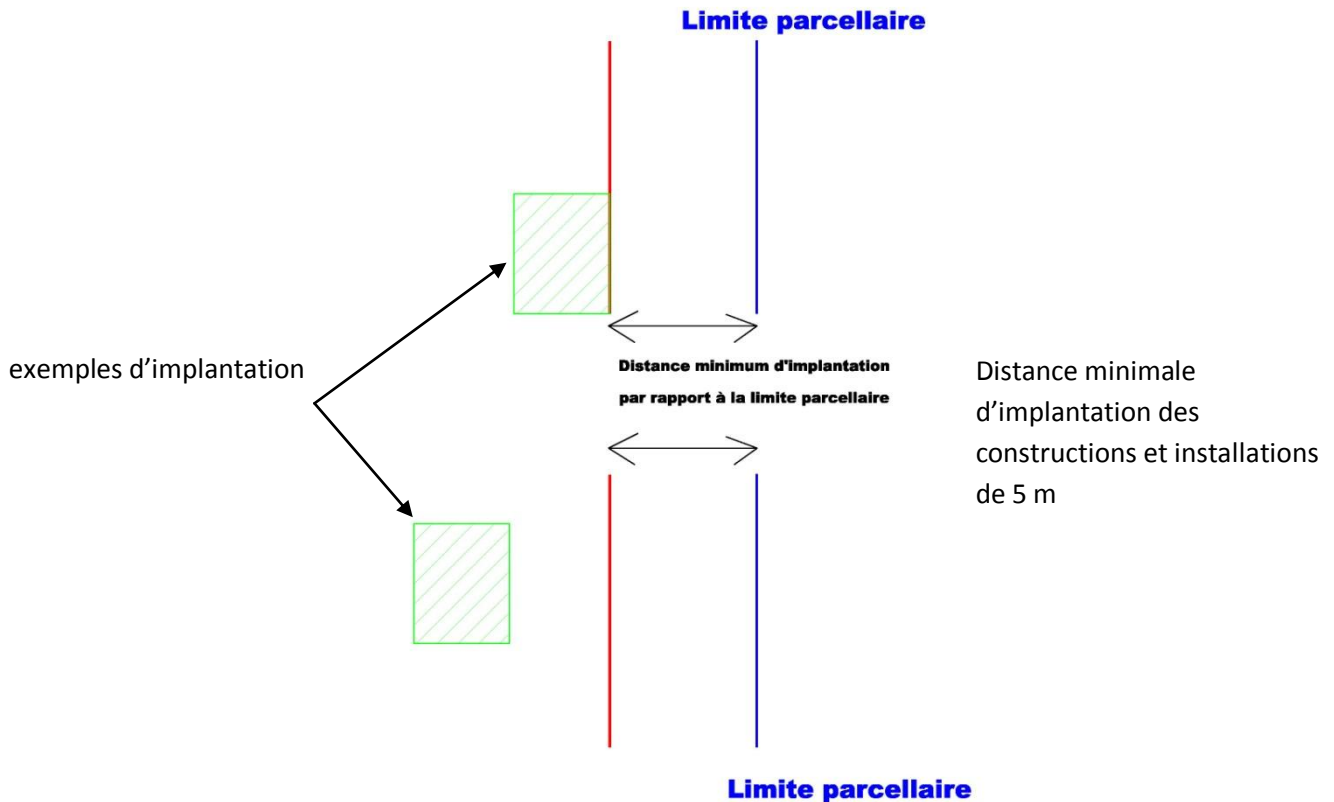 Limite parcellaire
exemples d’implantation
Distance minimum d'implantation
par rapport à la limite parcellaire
Distance minimale
d’implantation des
constructions et installations
de 5 m
Limite parcellaire